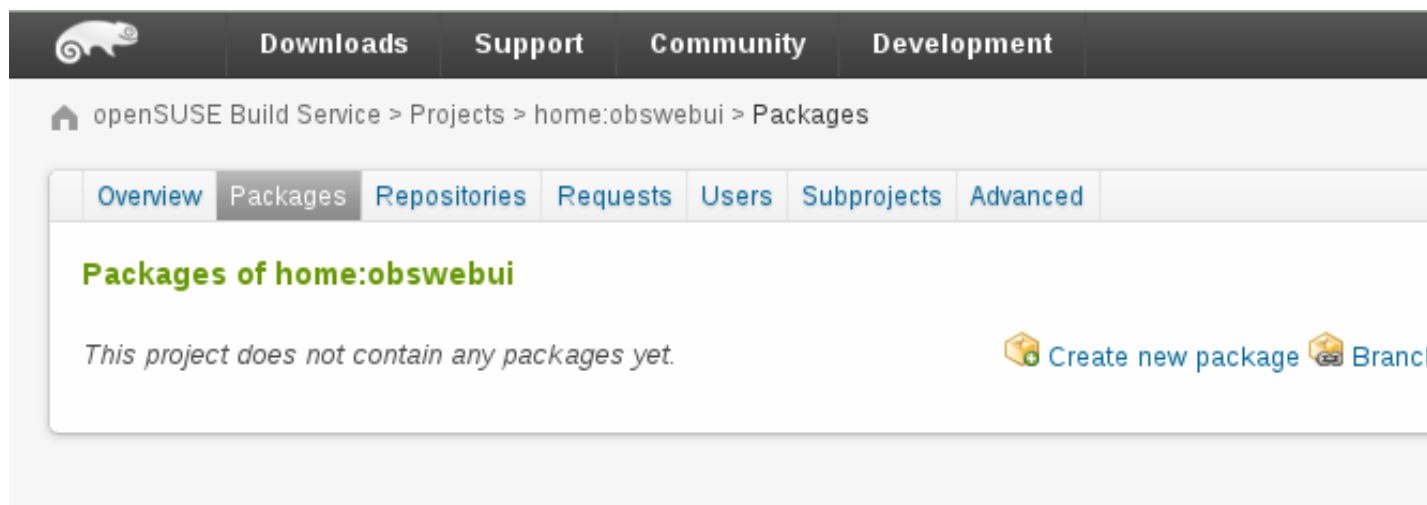 Downloads Support Community Development
openSUSE Build Service > Projects > home:obswebui > Packages
Overview Packages Repositories Requests Users Subprojects Advanced
Packages of home:obswebui
This project does not contain any packages yet. Create new package